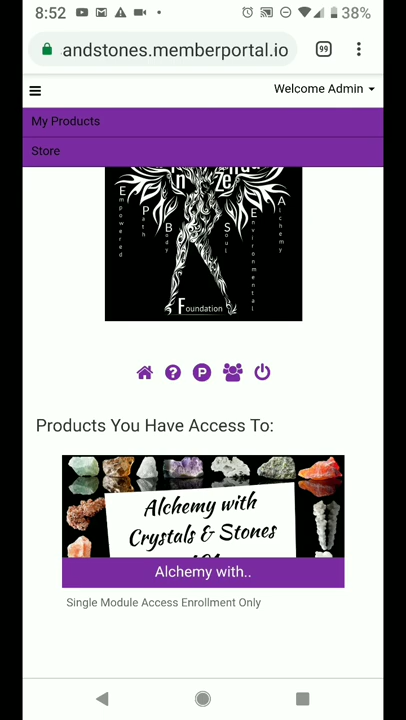 8:52
38%
andstones.memberportal.io
99
Welcome Admin
My Products
Store
Empowered
Path
Body
Soul
Environmental
Alchemy
Foundation
Products You Have Access To:
Alchemy with
Crystals & Stones
Alchemy with..
Single Module Access Enrollment Only